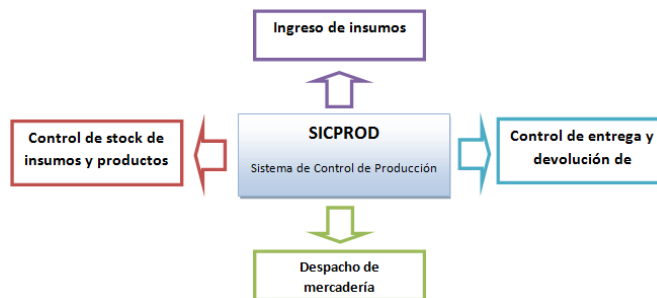 Ingreso de insumos
SICPROD
Sistema de Control de Producción
Control de stock de
insumos y productos
Control de entrega y
devolución de
Despacho de
mercadería